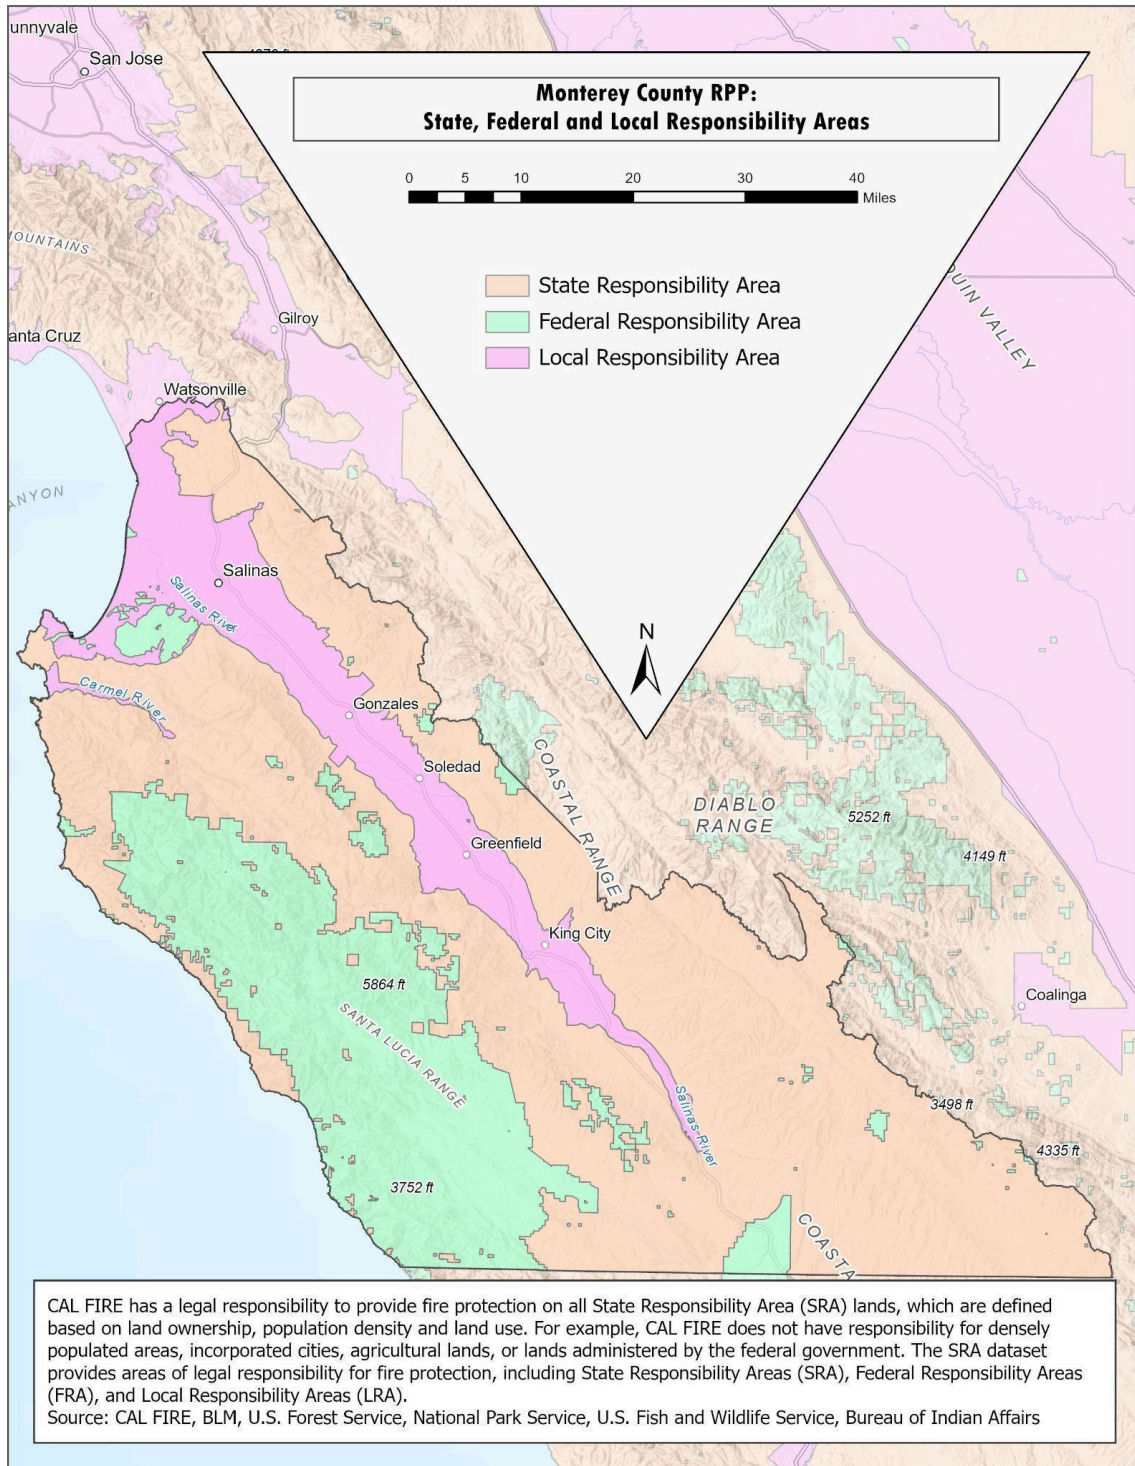 unnyvale
San Jose
Monterey County RPP:
State, Federal and Local Responsibility Areas
0 5 10 20 30 40
Miles
MOUNTAINS
State Responsibility Area
Federal Responsibility Area
Local Responsibility Area
QUIN VALLEY
Gilroy
anta Cruz
Watsonville
ANYON
Salinas
Salinas River
N
Carmel River
Gonzales
Soledad
COASTAL RANGE
DIABLO
RANGE
5252 ft
4149 ft
Greenfield
King City
5864 ft
Coalinga
SANTA LUCIA RANGE
Salinas River
3498 ft
4335 ft
3752 ft
COASTA
CAL FIRE has a legal responsibility to provide fire protection on all State Responsibility Area (SRA) lands, which are defined
based on land ownership, population density and land use. For example, CAL FIRE does not have responsibility for densely
populated areas, incorporated cities, agricultural lands, or lands administered by the federal government. The SRA dataset
provides areas of legal responsibility for fire protection, including State Responsibility Areas (SRA), Federal Responsibility Areas
(FRA), and Local Responsibility Areas (LRA).
Source: CAL FIRE, BLM, U.S. Forest Service, National Park Service, U.S. Fish and Wildlife Service, Bureau of Indian Affairs